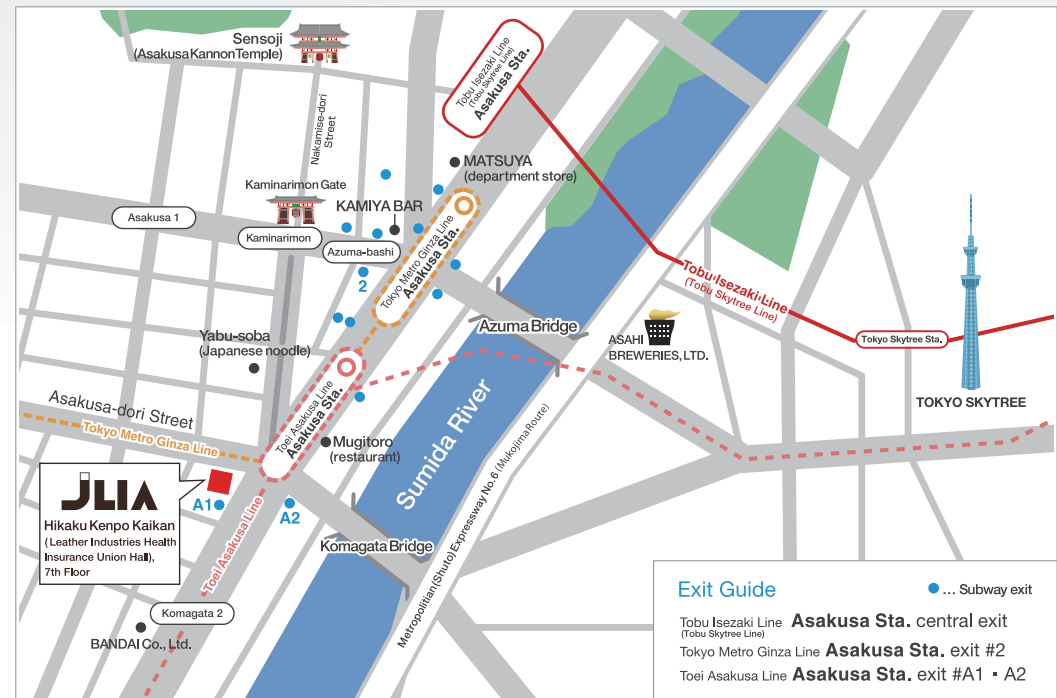 Sensoji
(Asakusa Kannon Temple)
Nakamise-dori
Street
Tobu Isezaki Line
(Tobu Skytree Line)
Asakusa Sta.
MATSUYA
(department store)
Kaminarimon Gate
KAMIYA BAR
Asakusa 1
Kaminarimon
Azuma-bashi
2
Tokyo Metro Ginza Line
Asakusa Sta.
Tobu Isezaki Line
(Tobu Skytree Line)
Azuma Bridge
ASAHI
BREWERIES, LTD.
Tokyo Skytree Sta.
TOKYO SKYTREE
Yabu-soba
(Japanese noodle)
Toei Asakusa Line
Asakusa Sta.
Asakusa-dori Street
Tokyo Metro Ginza Line
Mugitoro
(restaurant)
Sumida River
Metropolitian (Shuto) Expressway No.6 (Mukojima Route)
JLIA
Hikaku Kenpo Kaikan
(Leather Industries Health
Insurance Union Hall),
7th Floor
A1
A2
Toei Asakusa Line
Komagata Bridge
Komagata 2
BANDAI Co., Ltd.
Exit Guide
... Subway exit
Tobu Isezaki Line Asakusa Sta. central exit
(Tobu Skytree Line)
Tokyo Metro Ginza Line Asakusa Sta. exit #2
Toei Asakusa Line Asakusa Sta. exit #A1・A2